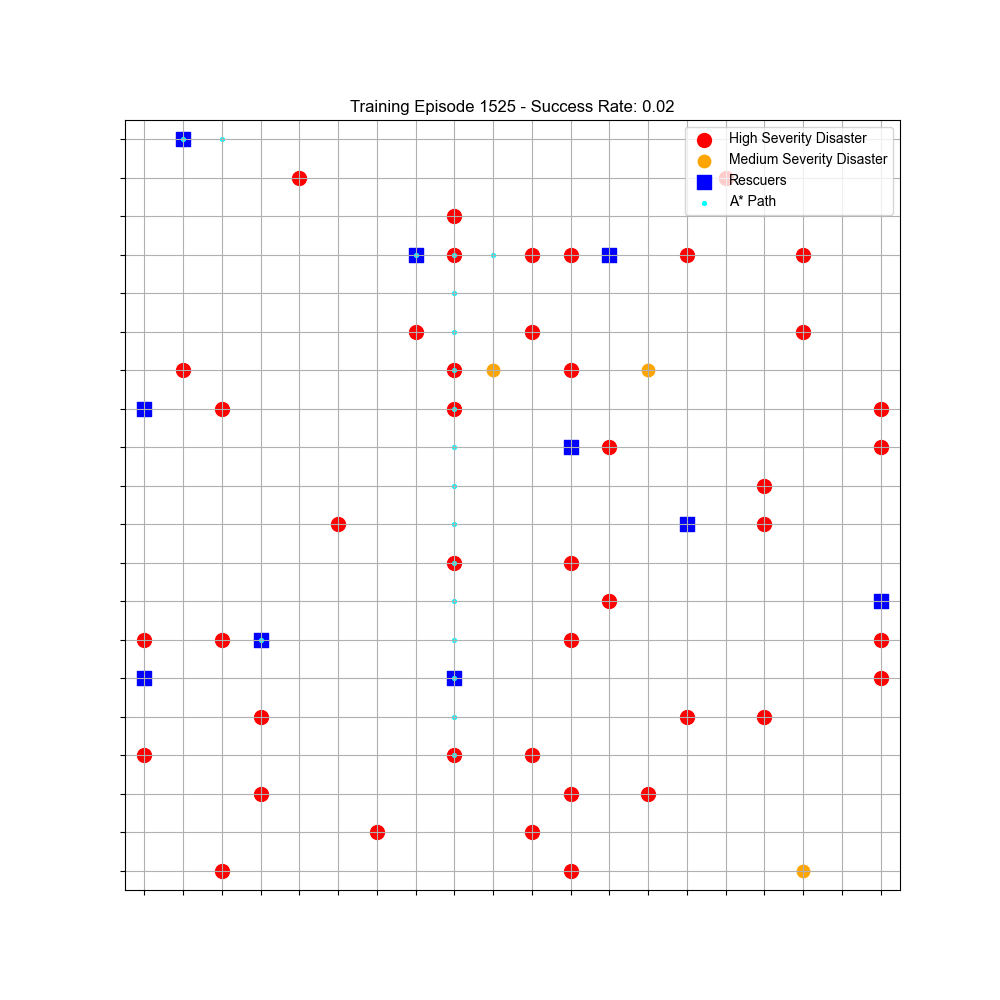 Training Episode 1525 - Success Rate: 0.02
High Severity Disaster
Medium Severity Disaster
Rescuers
A* Path